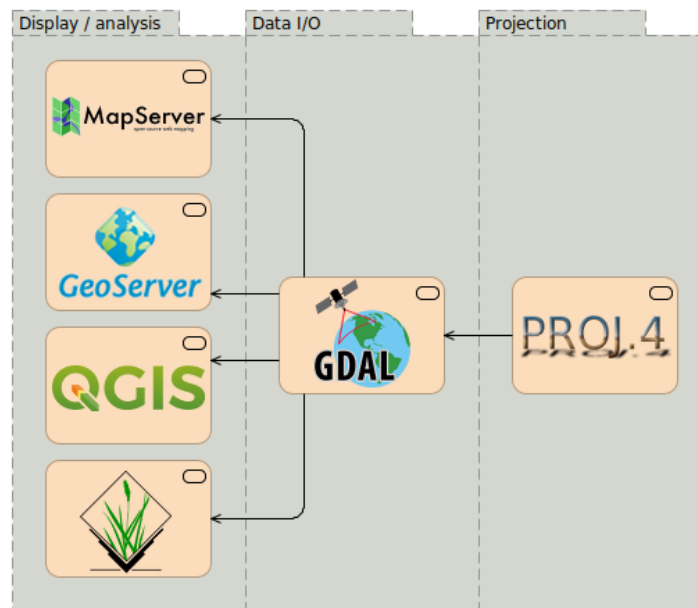 Display / analysis
Data I/O
Projection
MapServer
open source web mapping
GeoServer
QGIS
GDAL
PROJ.4